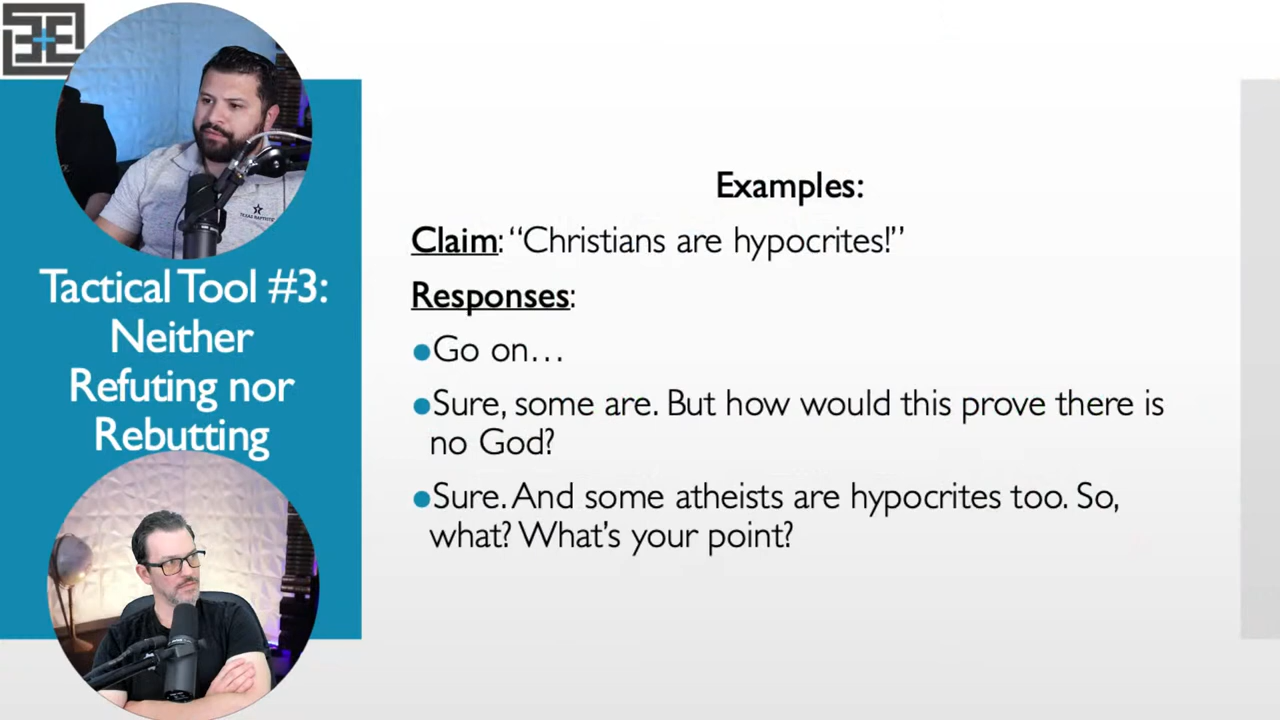 Tactical Tool #3:
Neither
Refuting nor
Rebutting
Examples:
Claim: “Christians are hypocrites!”
Responses:
●Go on…
●Sure, some are. But how would this prove there is
no God?
●Sure. And some atheists are hypocrites too. So,
what? What’s your point?
TEXAS BAPTISTS